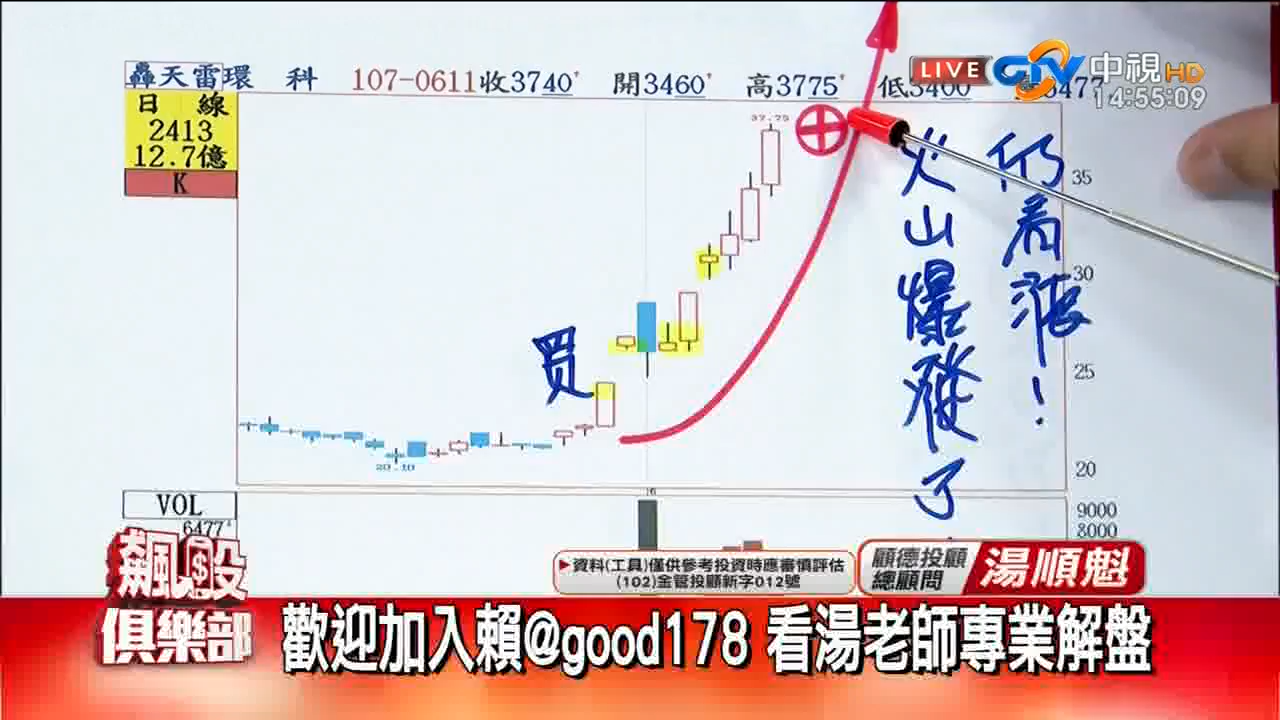 轟天雷環 科 107-0611收3740' 開3460' 高3775' 低3400
LIVE CTV 中視HD
14:55:09
日 線
2413
12.7億
K
37.75
20.10
買
火山爆發了
仍看漲!
35
30
25
20
VOL
6477'
16
9000
8000
飆股
俱樂部
▶資料(工具)僅供參考投資時應審慎評估
(102)金管投顧新字012號
顧德投顧
總顧問
湯順魁
歡迎加入賴@good178 看湯老師專業解盤